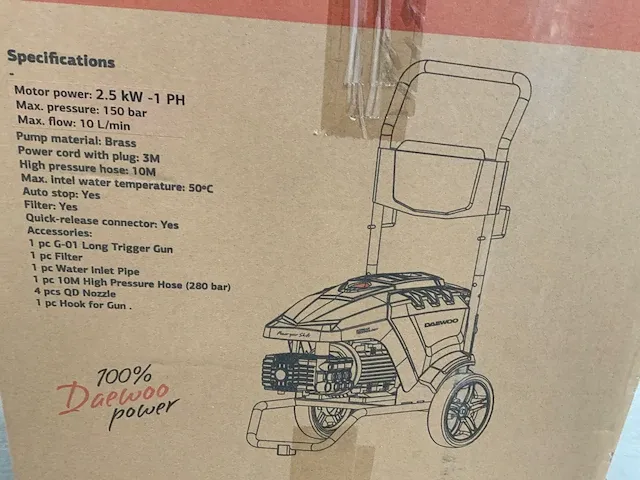 Specifications
-
Motor power: 2.5 kW -1 PH
Max. pressure: 150 bar
Max. flow: 10 L/min
Pump material: Brass
Power cord with plug: 3M
High pressure hose: 10M
Max. intel water temperature: 50ºC
Auto stop: Yes
Filter: Yes
Quick-release connector: Yes
Accessories:
1 pc G-01 Long Trigger Gun
1 pc Filter
1 pc Water Inlet Pipe
1 pc 10M High Pressure Hose (280 bar)
4 pcs QD Nozzle
1 pc Hook for Gun .
DAEWOO
100%
Daewoo
power